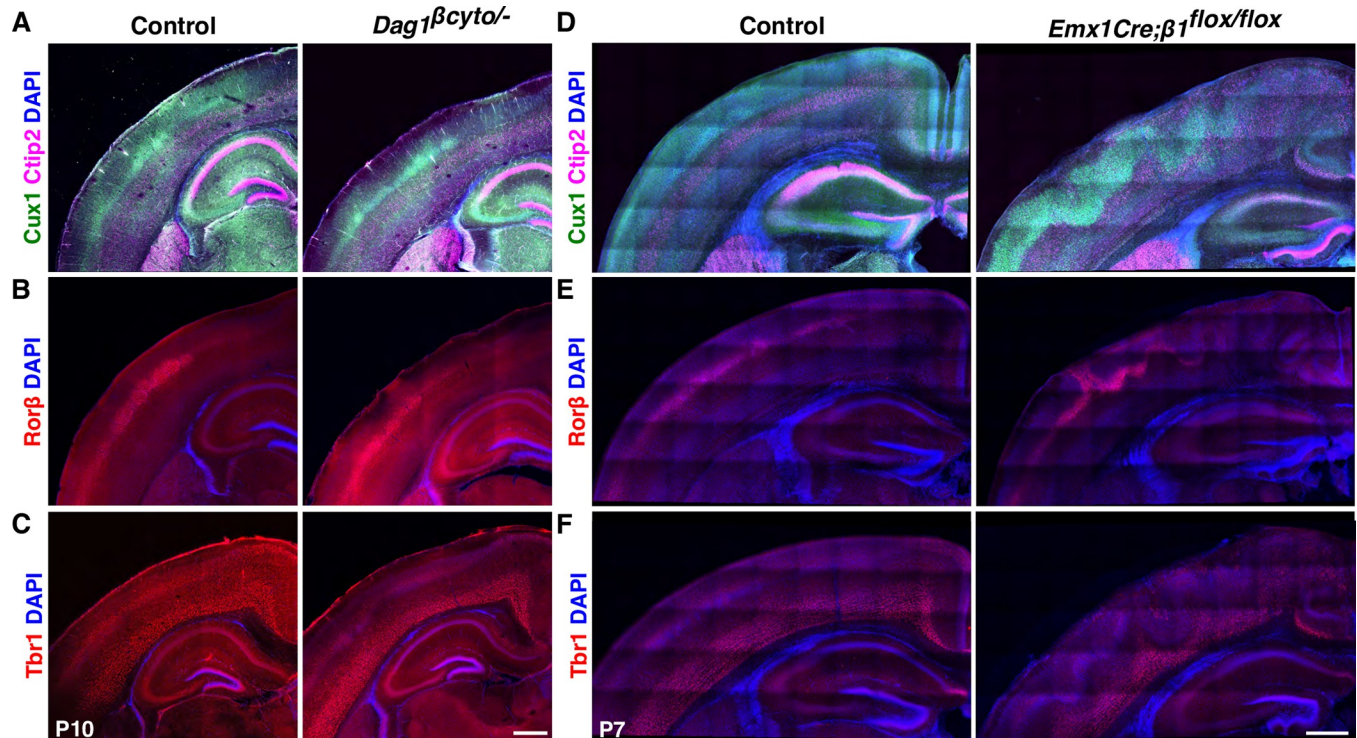 A Control Dag1βcyto/- D Control Emx1Cre;β1flox/flox
Cux1 Ctip2 DAPI
Cux1 Ctip2 DAPI
B E
Rorβ DAPI
Rorβ DAPI
C F
Tbr1 DAPI
Tbr1 DAPI
P10 P7